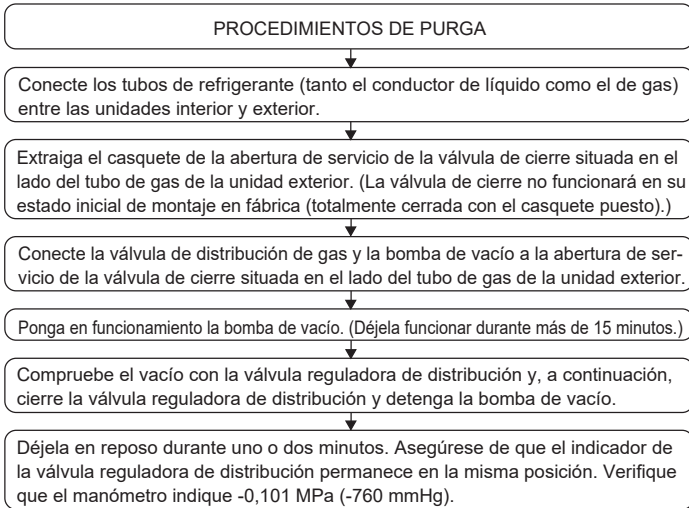 PROCEDIMIENTOS DE PURGA
Conecte los tubos de refrigerante (tanto el conductor de líquido como el de gas)
entre las unidades interior y exterior.
Extraiga el casquete de la abertura de servicio de la válvula de cierre situada en el
lado del tubo de gas de la unidad exterior. (La válvula de cierre no funcionará en su
estado inicial de montaje en fábrica (totalmente cerrada con el casquete puesto).)
Conecte la válvula de distribución de gas y la bomba de vacío a la abertura de ser-
vicio de la válvula de cierre situada en el lado del tubo de gas de la unidad exterior.
Ponga en funcionamiento la bomba de vacío. (Déjela funcionar durante más de 15 minutos.)
Compruebe el vacío con la válvula reguladora de distribución y, a continuación,
cierre la válvula reguladora de distribución y detenga la bomba de vacío.
Déjela en reposo durante uno o dos minutos. Asegúrese de que el indicador de
la válvula reguladora de distribución permanece en la misma posición. Verifique
que el manómetro indique -0,101 MPa (-760 mmHg).